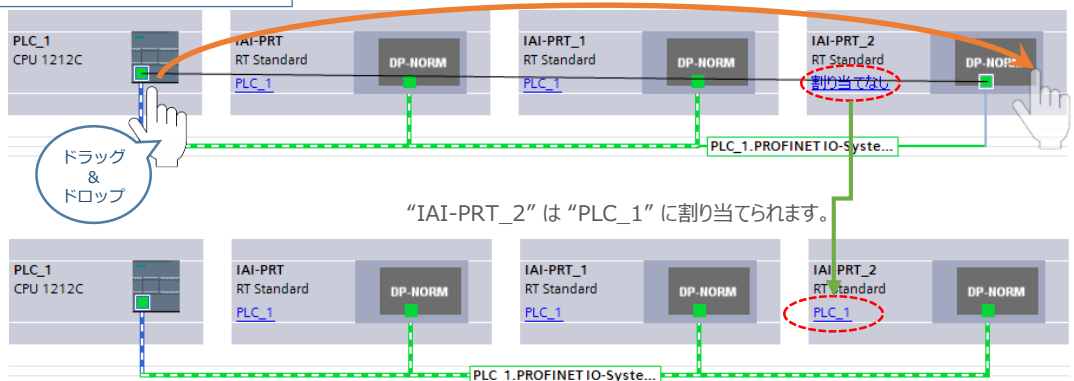 PLC_1
CPU 1212C
IAI-PRT
RT Standard
PLC_1
DP-NORM
IAI-PRT_1
RT Standard
PLC_1
DP-NORM
IAI-PRT_2
RT Standard
割り当てなし
DP-NORM
ドラッグ
&
ドロップ
PLC_1.PROFINET IO-Syste...
“IAI-PRT_2” は “PLC_1” に割り当てられます。
PLC_1
CPU 1212C
IAI-PRT
RT Standard
PLC_1
DP-NORM
IAI-PRT_1
RT Standard
PLC_1
DP-NORM
IAI-PRT_2
RT Standard
PLC_1
DP-NORM
PLC_1.PROFINET IO-Syste...